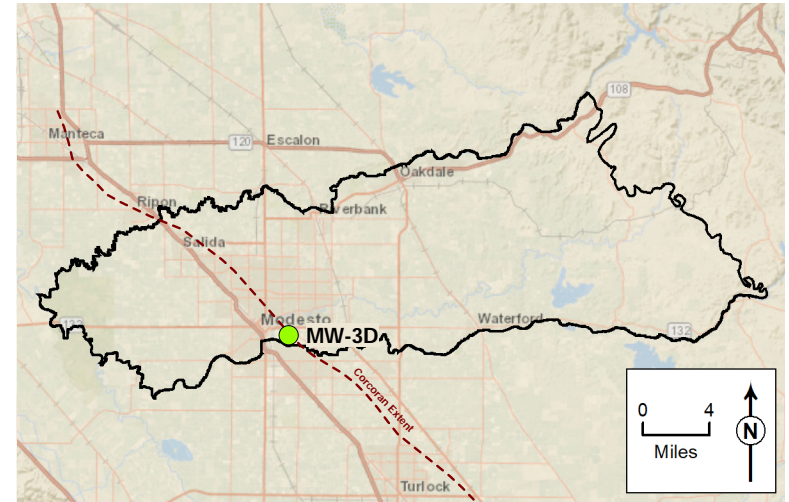 108
Manteca
120
Escalon
Oakdale
Ripon
Riverbank
Salida
132
Modesto
MW-3D
Waterford
132
Corcoran Extent
0 4
Miles
N
Turlock